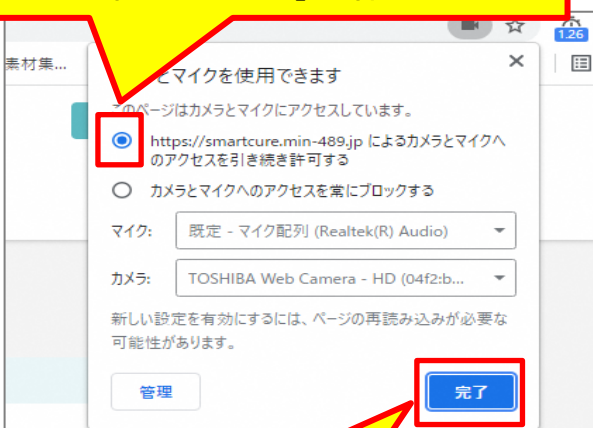 1.26
素材集...
とマイクを使用できます
このページはカメラとマイクにアクセスしています。
https://smartcure.min-489.jp によるカメラとマイクへ
のアクセスを引き続き許可する
カメラとマイクへのアクセスを常にブロックする
マイク:
既定 - マイク配列 (Realtek(R) Audio)
カメラ:
TOSHIBA Web Camera - HD (04f2:b...
新しい設定を有効にするには、ページの再読み込みが必要な
可能性があります。
管理
完了